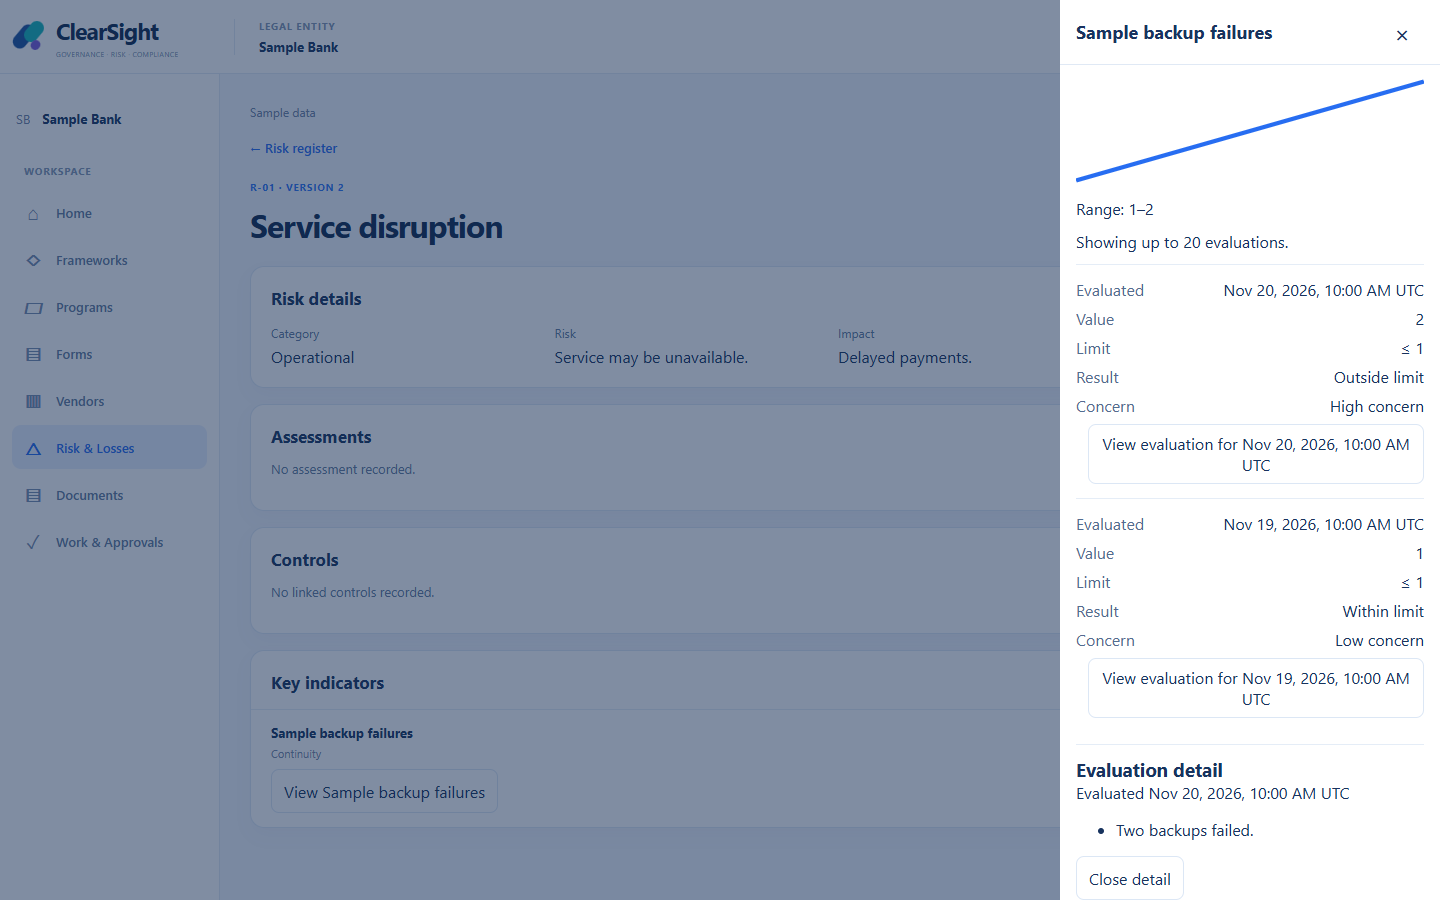 ClearSight
GOVERNANCE · RISK · COMPLIANCE
LEGAL ENTITY
Sample Bank
SB Sample Bank
WORKSPACE
Home
Frameworks
Programs
Forms
Vendors
Risk & Losses
Documents
Work & Approvals
Sample data
← Risk register
R-01 · VERSION 2
Service disruption
Risk details
Category
Operational
Risk
Service may be unavailable.
Impact
Delayed payments.
Assessments
No assessment recorded.
Controls
No linked controls recorded.
Key indicators
Sample backup failures
Continuity
View Sample backup failures
Sample backup failures
×
Range: 1–2
Showing up to 20 evaluations.
Evaluated Nov 20, 2026, 10:00 AM UTC
Value 2
Limit ≤ 1
Result Outside limit
Concern High concern
View evaluation for Nov 20, 2026, 10:00 AM
UTC
Evaluated Nov 19, 2026, 10:00 AM UTC
Value 1
Limit ≤ 1
Result Within limit
Concern Low concern
View evaluation for Nov 19, 2026, 10:00 AM
UTC
Evaluation detail
Evaluated Nov 20, 2026, 10:00 AM UTC
• Two backups failed.
Close detail